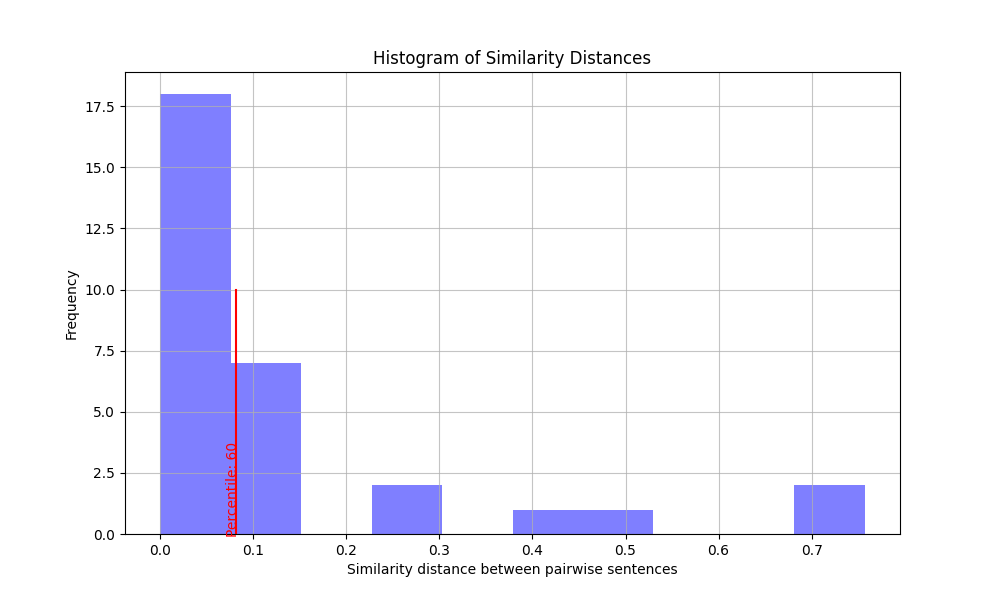 Histogram of Similarity Distances
17.5
15.0
12.5
10.0
7.5
5.0
2.5
0.0
Frequency
Percentile: 60
0.0 0.1 0.2 0.3 0.4 0.5 0.6 0.7
Similarity distance between pairwise sentences